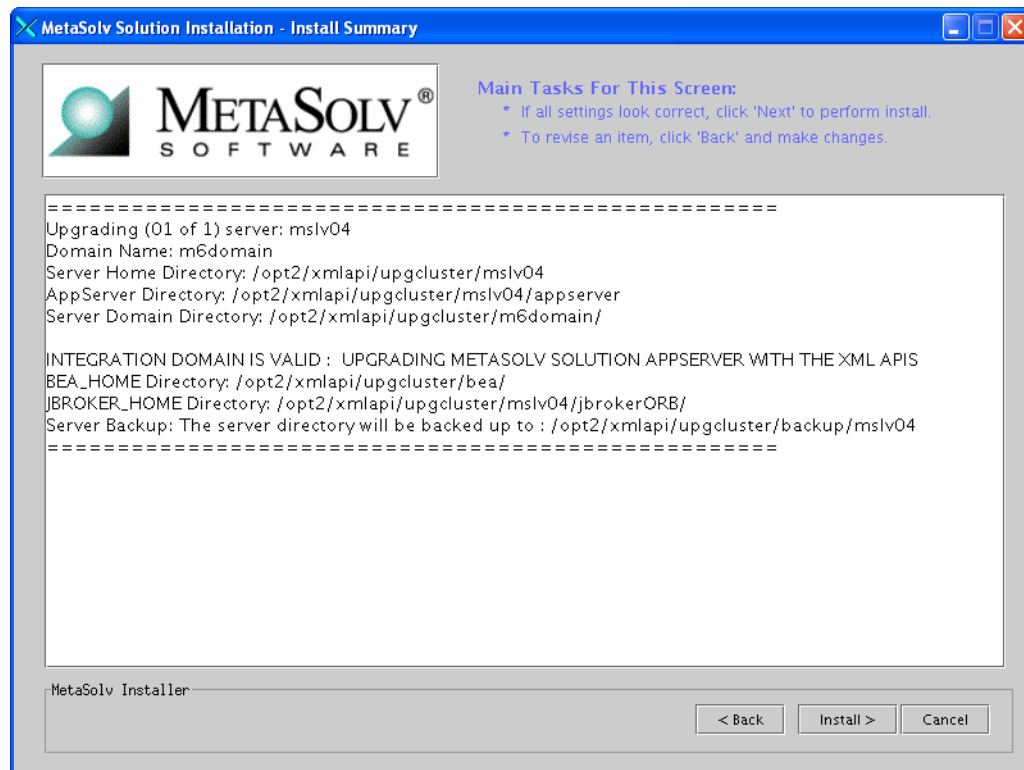 MetaSolv Solution Installation - Install Summary
METASOLV®
SOFTWARE
Main Tasks For This Screen:
* If all settings look correct, click 'Next' to perform install.
* To revise an item, click 'Back' and make changes.
====================================================
Upgrading (01 of 1) server: mslv04
Domain Name: m6domain
Server Home Directory: /opt2/xmlapi/upgcluster/mslv04
AppServer Directory: /opt2/xmlapi/upgcluster/mslv04/appserver
Server Domain Directory: /opt2/xmlapi/upgcluster/m6domain/
INTEGRATION DOMAIN IS VALID : UPGRADING METASOLV SOLUTION APPSERVER WITH THE XML APIS
BEA_HOME Directory: /opt2/xmlapi/upgcluster/bea/
JBROKER_HOME Directory: /opt2/xmlapi/upgcluster/mslv04/jbrokerORB/
Server Backup: The server directory will be backed up to : /opt2/xmlapi/upgcluster/backup/mslv04
====================================================
MetaSolv Installer
< Back
Install >
Cancel